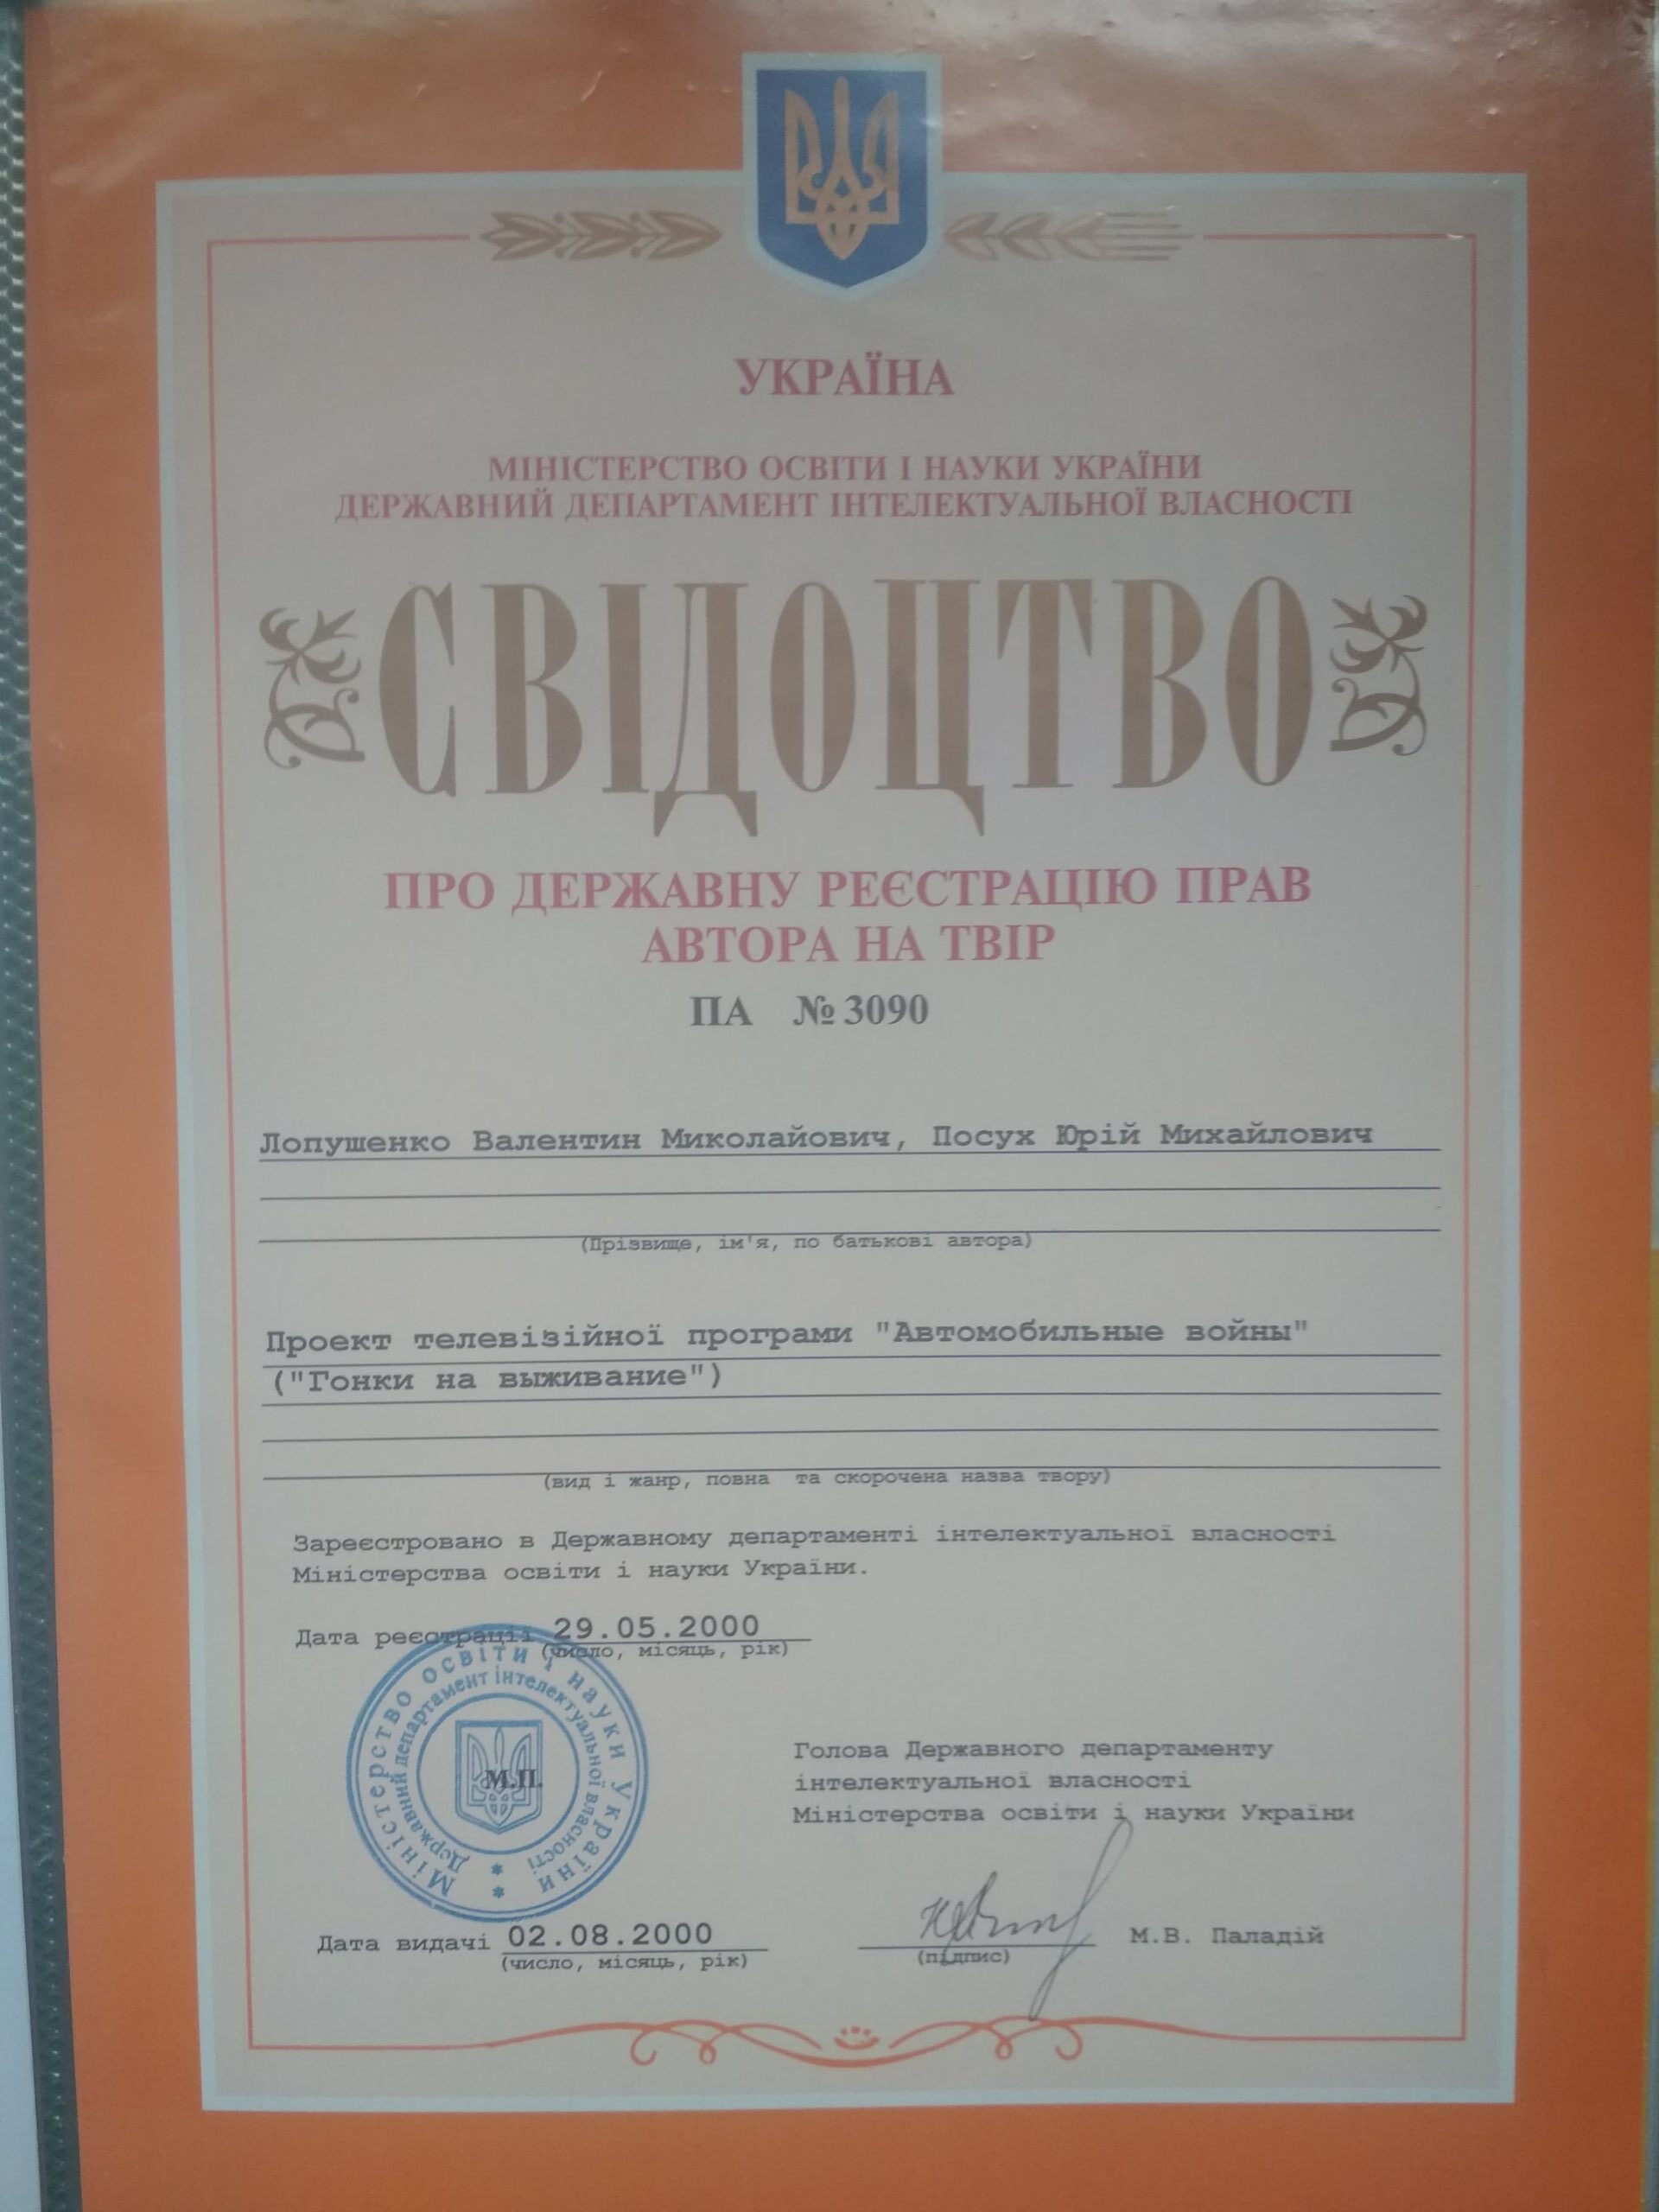 УКРАЇНА
МІНІСТЕРСТВО ОСВІТИ І НАУКИ УКРАЇНИ
ДЕРЖАВНИЙ ДЕПАРТАМЕНТ ІНТЕЛЕКТУАЛЬНОЇ ВЛАСНОСТІ
СВІДОЦТВО
ПРО ДЕРЖАВНУ РЕЄСТРАЦІЮ ПРАВ
АВТОРА НА ТВІР
ПА № 3090
Лопушенко Валентин Миколайович, Посух Юрій Михайлович
(Прізвище, ім'я, по батькові автора)
Проект телевізійної програми "Автомобильные войны"
("Гонки на выживание")
(вид і жанр, повна та скорочена назва твору)
Зареєстровано в Державному департаменті інтелектуальної власності
Міністерства освіти і науки України.
Дата реєстрації 29.05.2000
(число, місяць, рік)
Міністерство освіти і науки України
Державний департамент інтелектуальної власності
М.П.
Голова Державного департаменту
інтелектуальної власності
Міністерства освіти і науки України
Дата видачі 02.08.2000
(число, місяць, рік)
(підпис)
М.В. Паладій